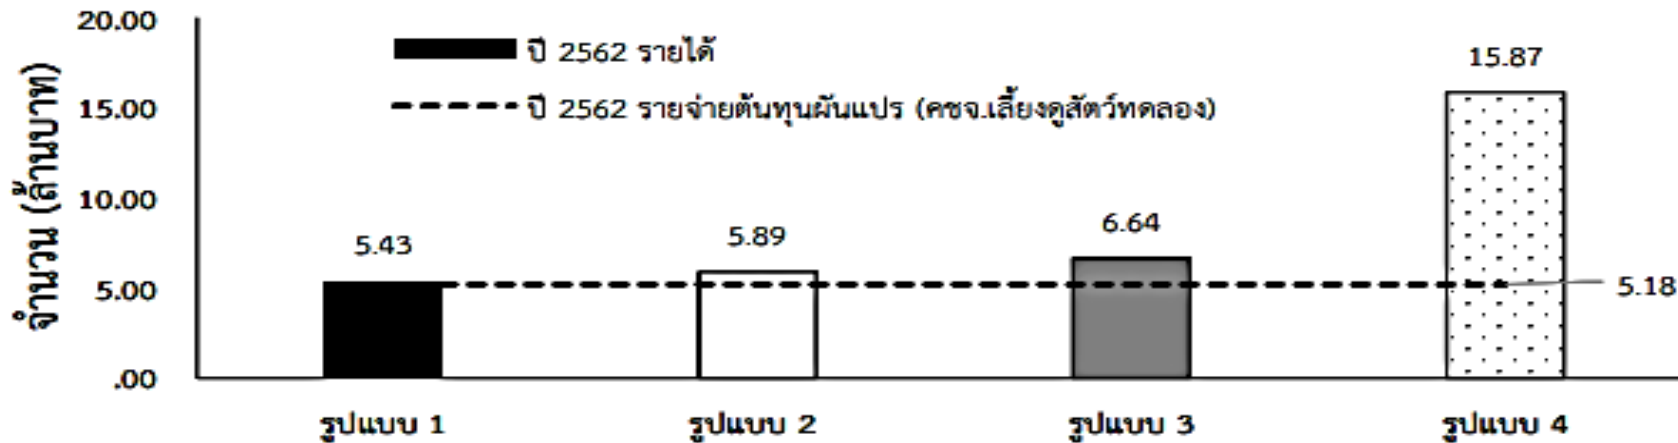 จำนวน (ล้านบาท)
20.00
15.00
10.00
5.00
.00
ปี 2562 รายได้
ปี 2562 รายจ่ายต้นทุนผันแปร (คชจ.เลี้ยงดูสัตว์ทดลอง)
5.43
5.89
6.64
15.87
5.18
รูปแบบ 1
รูปแบบ 2
รูปแบบ 3
รูปแบบ 4